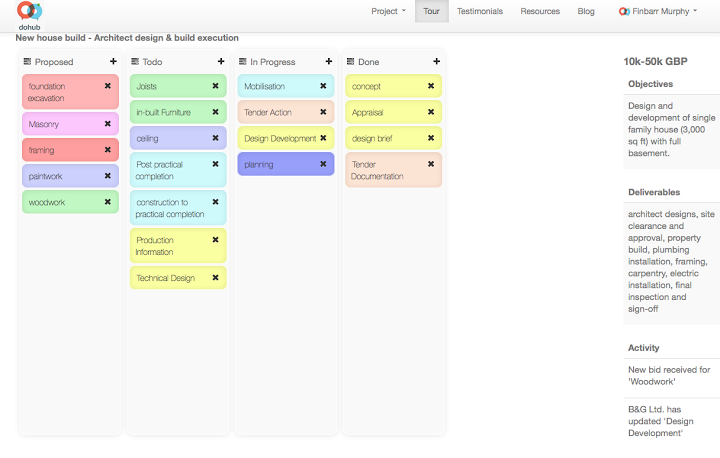 dohub
Project
Tour
Testimonials
Resources
Blog
Finbarr Murphy
New house build - Architect design & build execution
Proposed
foundation
excavation
Masonry
framing
paintwork
woodwork
Todo
Joists
in-built Furniture
ceiling
Post practical
completion
construction to
practical completion
Production
Information
Technical Design
In Progress
Mobilisation
Tender Action
Design Development
planning
Done
concept
Appraisal
design brief
Tender
Documentation
10k-50k GBP
Objectives
Design and
development of single
family house (3,000
sq ft) with full
basement.
Deliverables
architect designs, site
clearance and
approval, property
build, plumbing
installation, framing,
carpentry, electric
installation, final
inspection and
sign-off
Activity
New bid received for
'Woodwork'
B&G Ltd. has
updated 'Design
Development'